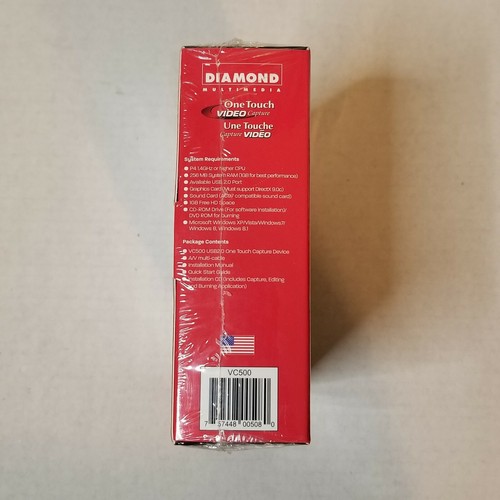 DIAMOND
MULTIMEDIA
One Touch
VIDEO Capture
Une Touche
Capture VIDEO
System Requirements
P4 1.4GHz or higher CPU
256 MB System RAM (1GB for best performance)
Available USB 2.0 Port
Graphics Card (Must support DirectX 9.0c)
Sound Card (AC97 compatible sound card)
1GB Free HD Space
CD-ROM Drive (For software Installation)/
DVD ROM for Burning
Microsoft Windows XP/Vista/Windows 7/
Windows 8, Windows 8.1
Package Contents
VC500 USB2.0 One Touch Capture Device
A/V multi-cable
Installation Manual
Quick Start Guide
Installation CD (Includes Capture, Editing
and Burning Application)
VC500
7 57448 00508 0